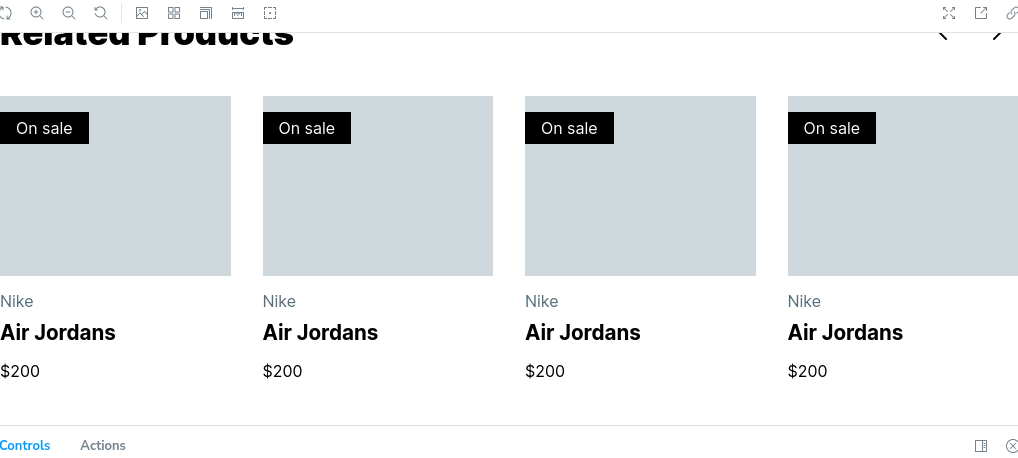 Related Products
On sale On sale On sale On sale
Nike Nike Nike Nike
Air Jordans Air Jordans Air Jordans Air Jordans
$200 $200 $200 $200
Controls Actions